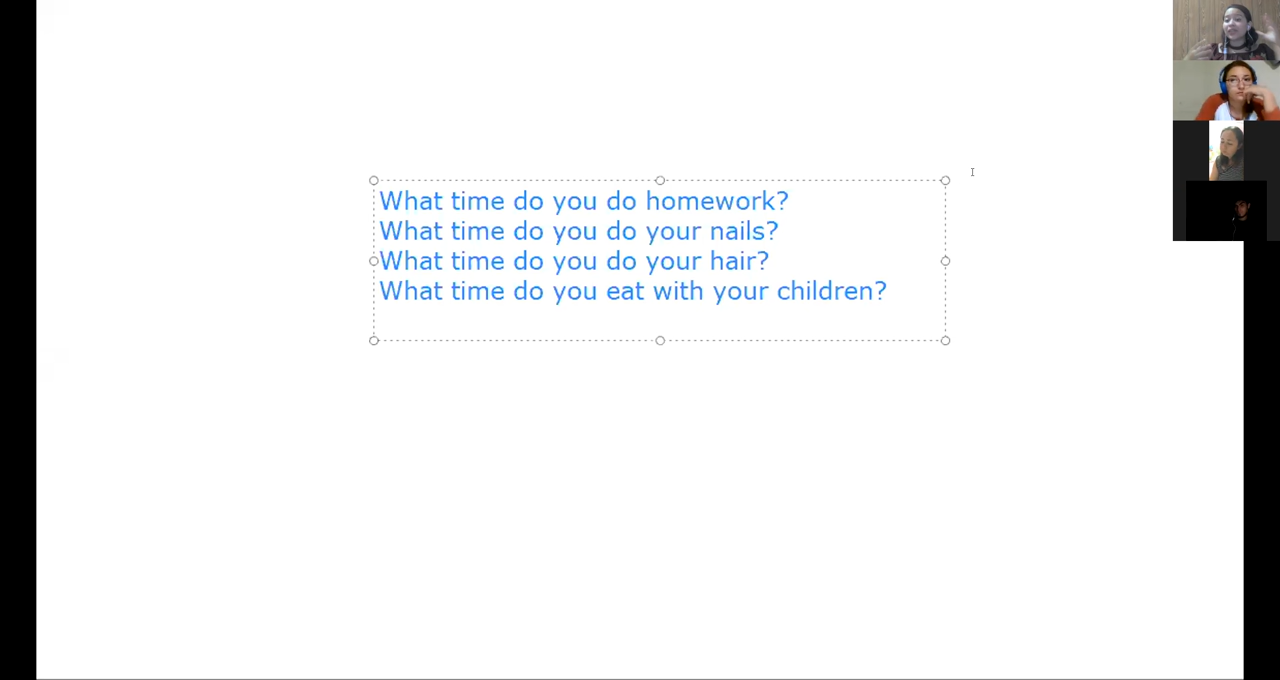 What time do you do homework?
What time do you do your nails?
What time do you do your hair?
What time do you eat with your children?